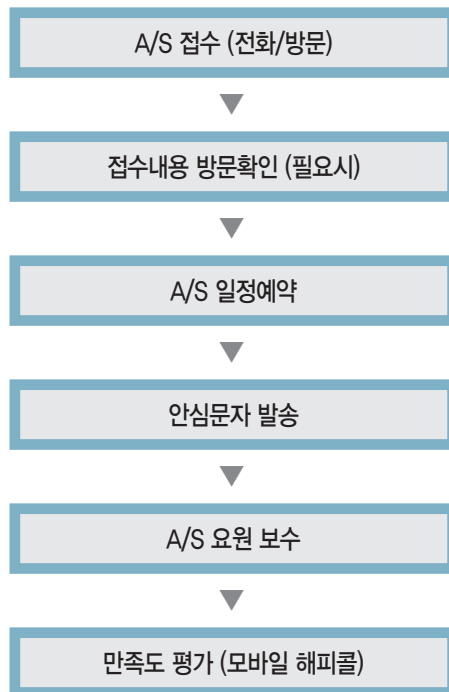 A/S 접수 (전화/방문)
접수내용 방문확인 (필요시)
A/S 일정예약
안심문자 발송
A/S 요원 보수
만족도 평가 (모바일 해피콜)